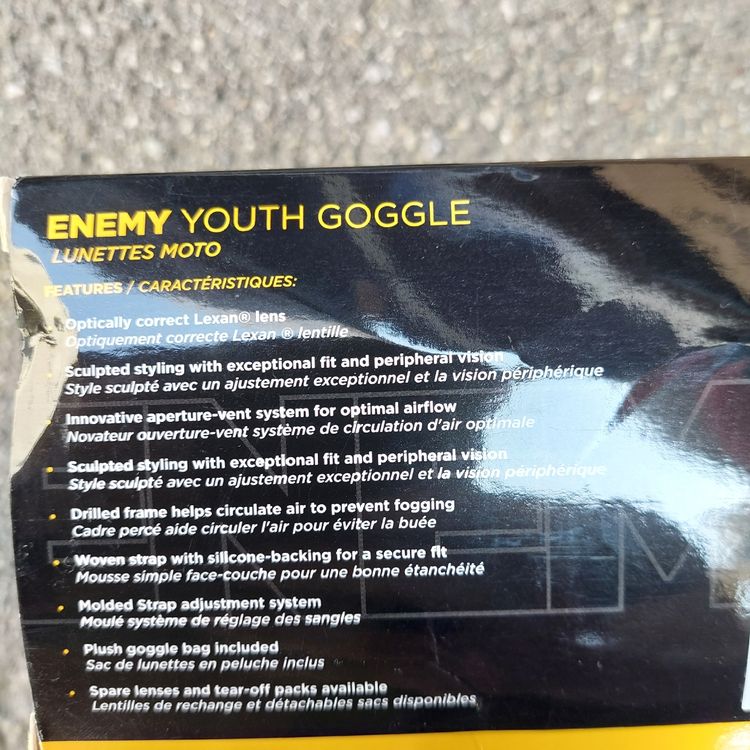 ENEMY YOUTH GOGGLE
LUNETTES MOTO
FEATURES / CARACTÉRISTIQUES:
• Optically correct Lexan® lens
Optiquement correcte Lexan ® lentille
• Sculpted styling with exceptional fit and peripheral vision
Style sculpté avec un ajustement exceptionnel et la vision périphérique
• Innovative aperture-vent system for optimal airflow
Novateur ouverture-vent système de circulation d'air optimale
• Sculpted styling with exceptional fit and peripheral vision
Style sculpté avec un ajustement exceptionnel et la vision périphérique
• Drilled frame helps circulate air to prevent fogging
Cadre percé aide circuler l'air pour éviter la buée
• Woven strap with silicone-backing for a secure fit
Mousse simple face-couche pour une bonne étanchéité
• Molded Strap adjustment system
Moulé système de réglage des sangles
• Plush goggle bag included
Sac de lunettes en peluche inclus
• Spare lenses and tear-off packs available
Lentilles de rechange et détachables sacs disponibles